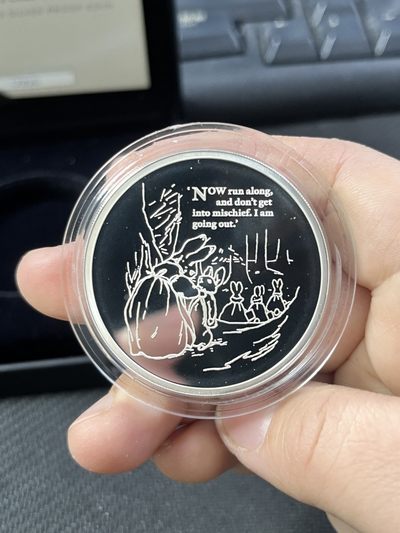 'NOW run along,
and don't get
into mischief. I am
going out.'